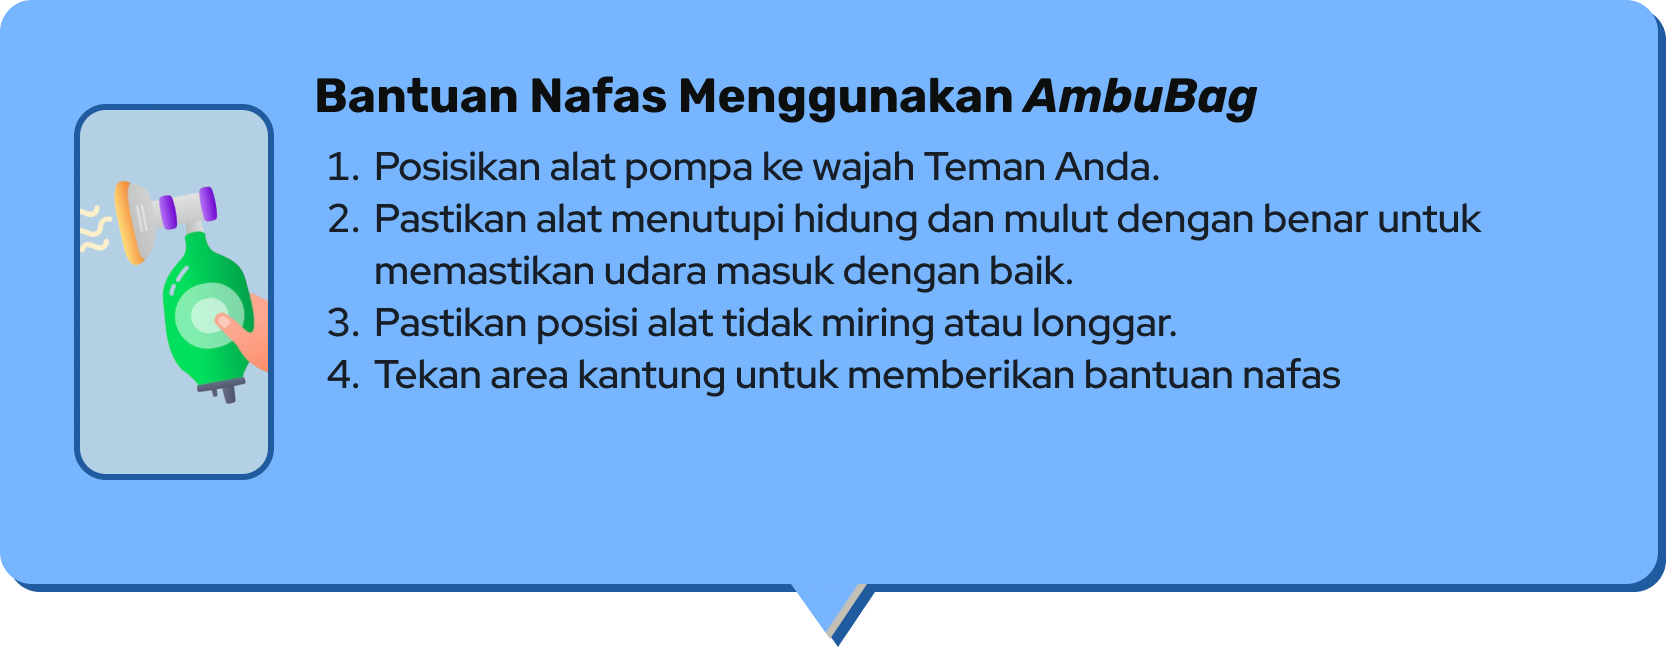 Bantuan Nafas Menggunakan AmbuBag
1. Posisikan alat pompa ke wajah Teman Anda.
2. Pastikan alat menutupi hidung dan mulut dengan benar untuk
memastikan udara masuk dengan baik.
3. Pastikan posisi alat tidak miring atau longgar.
4. Tekan area kantung untuk memberikan bantuan nafas